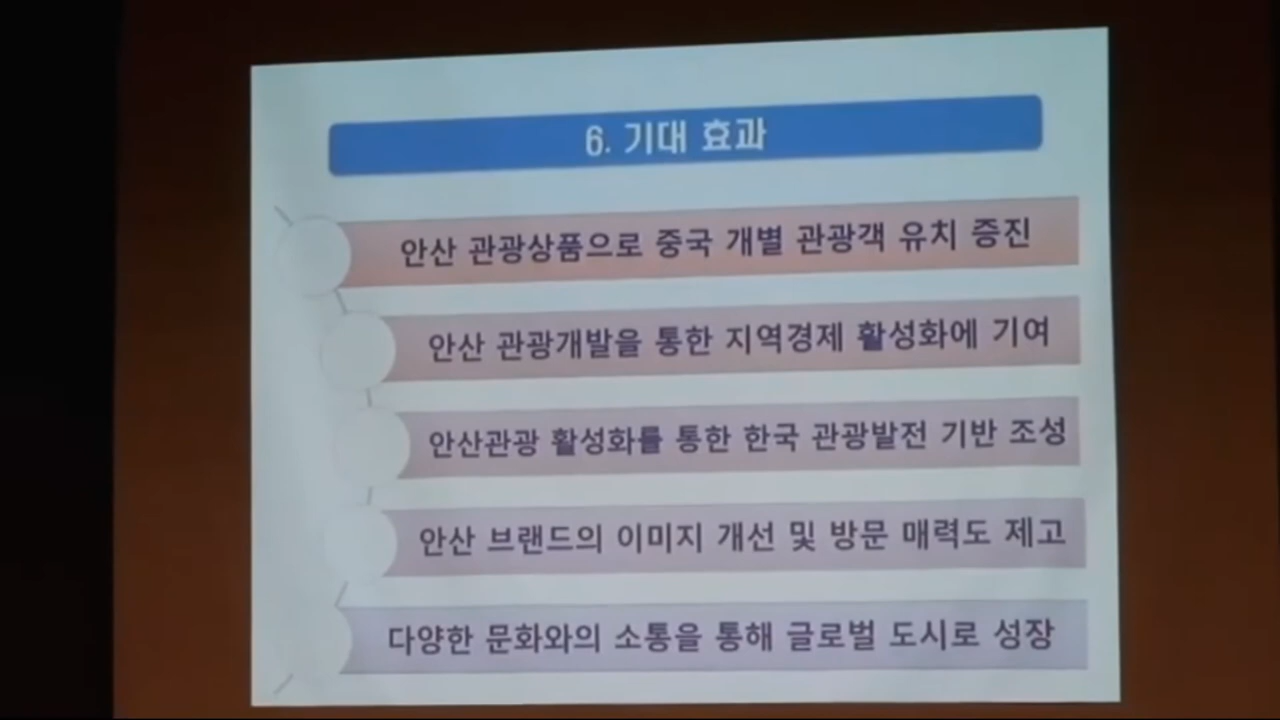 6. 기대 효과
안산 관광상품으로 중국 개별 관광객 유치 증진
안산 관광개발을 통한 지역경제 활성화에 기여
안산관광 활성화를 통한 한국 관광발전 기반 조성
안산 브랜드의 이미지 개선 및 방문 매력도 제고
다양한 문화와의 소통을 통해 글로벌 도시로 성장